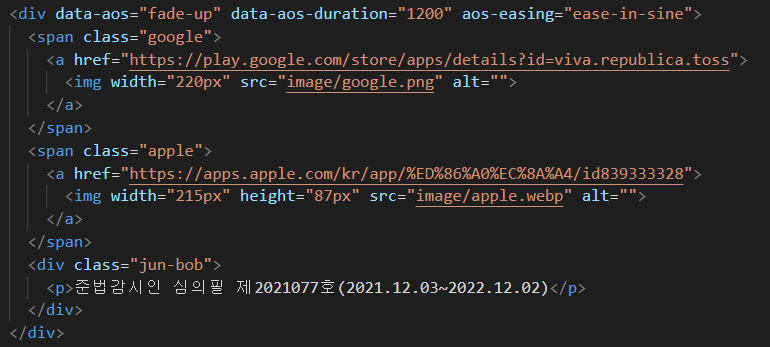 <div data-aos="fade-up" data-aos-duration="1200" aos-easing="ease-in-sine">
<span class="google">
<a href="https://play.google.com/store/apps/details?id=viva.republica.toss">
<img width="220px" src="image/google.png" alt="">
</a>
</span>
<span class="apple">
<a href="https://apps.apple.com/kr/app/%ED%86%A0%EC%8A%A4/id839333328">
<img width="215px" height="87px" src="image/apple.webp" alt="">
</a>
</span>
<div class="jun-bob">
<p>준법감시인 심의필 제2021077호(2021.12.03~2022.12.02)</p>
</div>
</div>